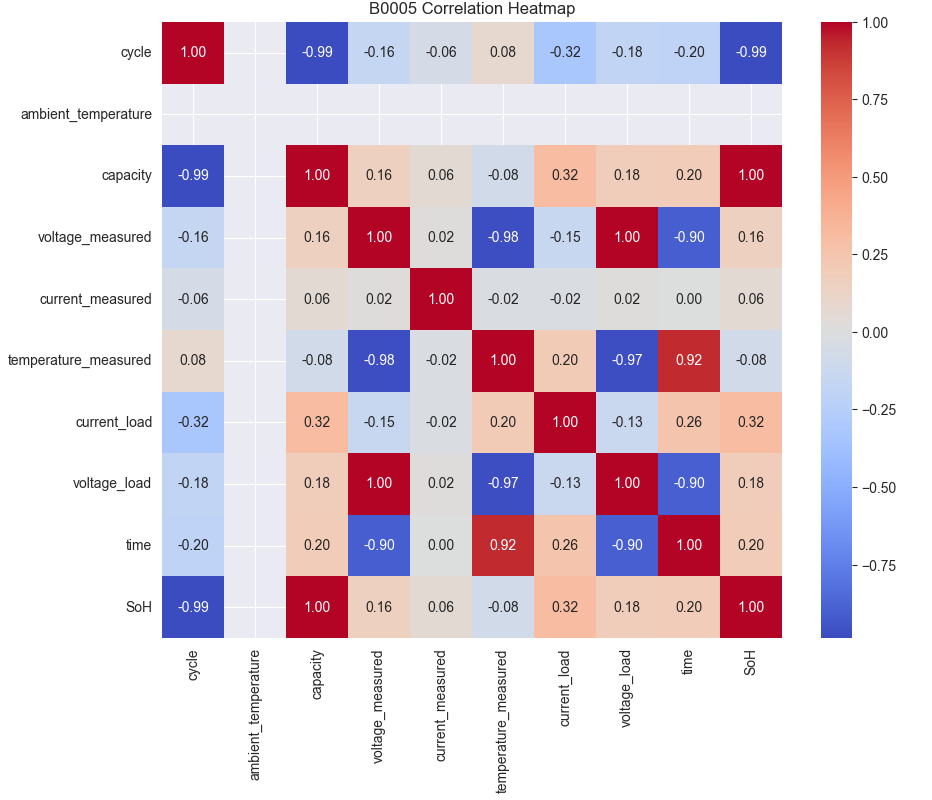 B0005 Correlation Heatmap
cycle 1.00 -0.99 -0.16 -0.06 0.08 -0.32 -0.18 -0.20 -0.99
ambient_temperature
capacity -0.99 1.00 0.16 0.06 -0.08 0.32 0.18 0.20 1.00
voltage_measured -0.16 0.16 1.00 0.02 -0.98 -0.15 1.00 -0.90 0.16
current_measured -0.06 0.06 0.02 1.00 -0.02 -0.02 0.02 0.00 0.06
temperature_measured 0.08 -0.08 -0.98 -0.02 1.00 0.20 -0.97 0.92 -0.08
current_load -0.32 0.32 -0.15 -0.02 0.20 1.00 -0.13 0.26 0.32
voltage_load -0.18 0.18 1.00 0.02 -0.97 -0.13 1.00 -0.90 0.18
time -0.20 0.20 -0.90 0.00 0.92 0.26 -0.90 1.00 0.20
SoH -0.99 1.00 0.16 0.06 -0.08 0.32 0.18 0.20 1.00
cycle
ambient_temperature
capacity
voltage_measured
current_measured
temperature_measured
current_load
voltage_load
time
SoH
1.00
0.75
0.50
0.25
0.00
−0.25
−0.50
−0.75